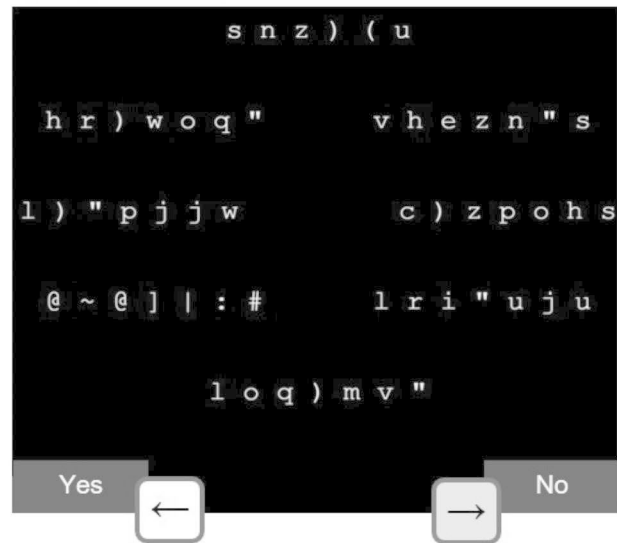 s n z ) ( u
h r ) w o q " v h e z n " s
l ) " p j j w c ) z p o h s
@ ~ @ ] | : # l r i " u j u
l o q ) m v "
Yes ← → No